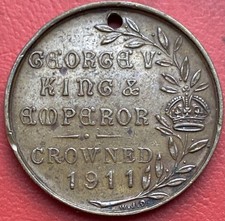 GEORGE V
KING &
EMPEROR
CROWNED
1911